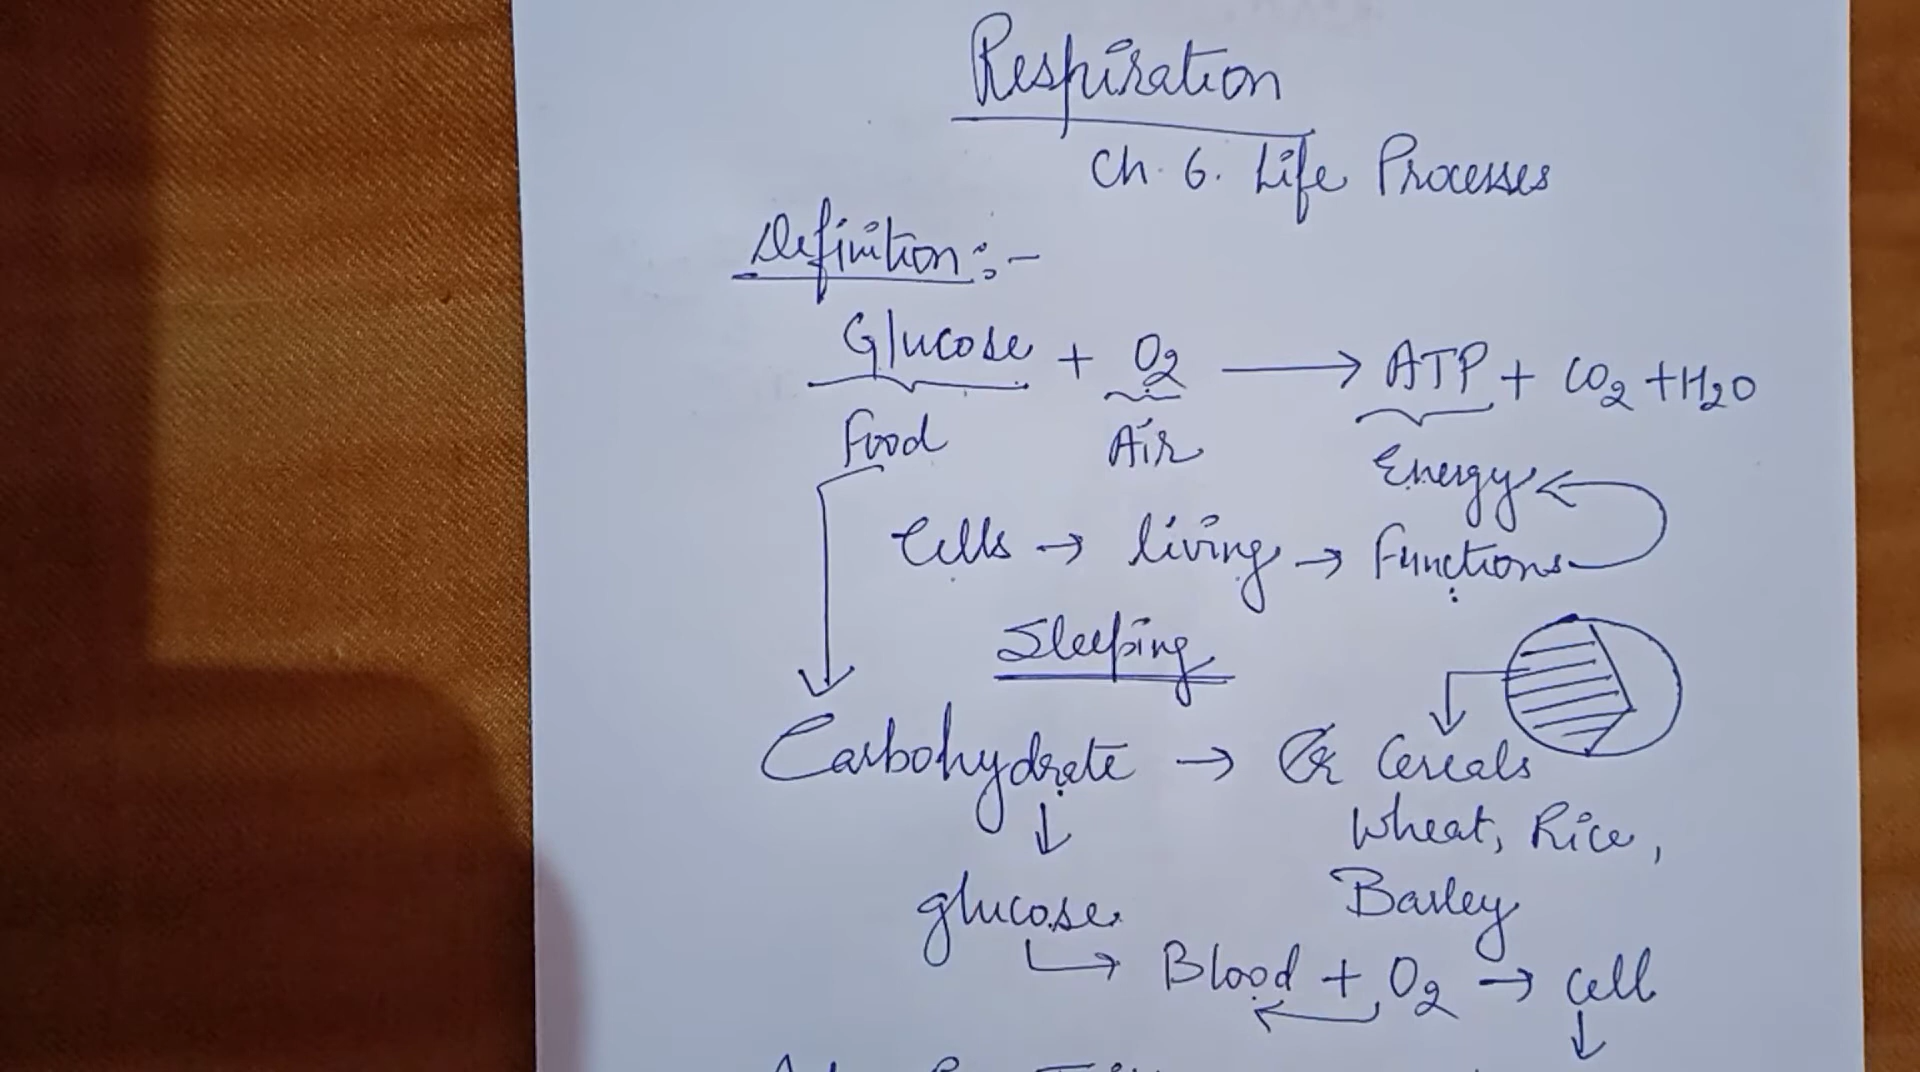 Respiration
Ch. 6. Life Processes
Definition :-
Glucose + O2 → ATP + CO2 + H2O
Food Air Energy
Cells → living → Functions
Sleeping
Carbohydrate → Cereals
Wheat, Rice,
Barley
glucose
Blood + O2 → cell